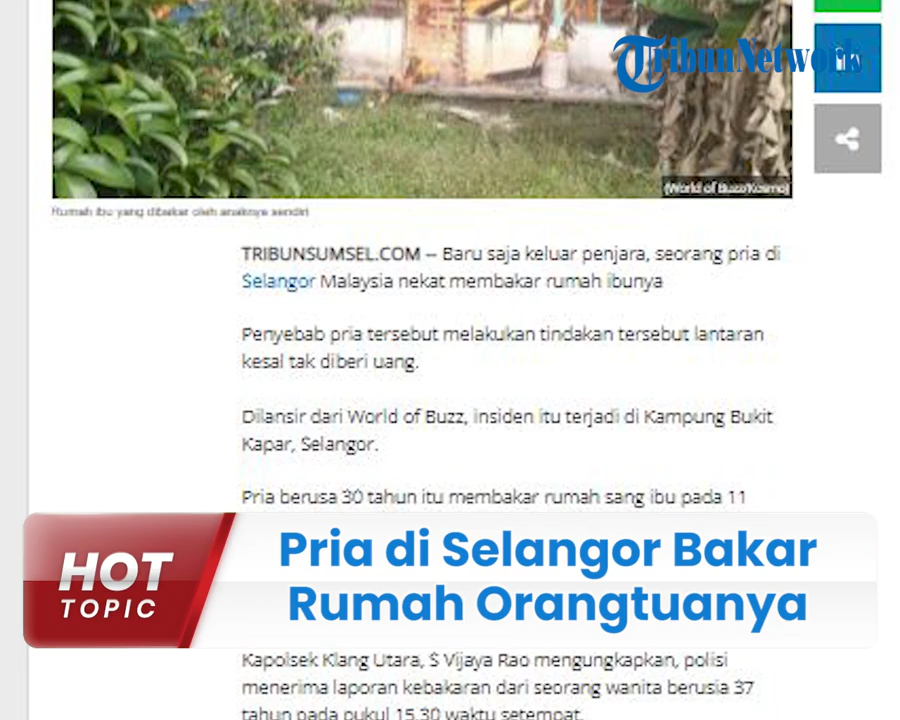 TribunNetwork
(World of Buzz/Kosmo)
Rumah ibu yang dibakar oleh anaknya sendiri
TRIBUNSUMSEL.COM – Baru saja keluar penjara, seorang pria di
Selangor Malaysia nekat membakar rumah ibunya
Penyebab pria tersebut melakukan tindakan tersebut lantaran
kesal tak diberi uang.
Dilansir dari World of Buzz, insiden itu terjadi di Kampung Bukit
Kapar, Selangor.
Pria berusa 30 tahun itu membakar rumah sang ibu pada 11
HOT
TOPIC
Pria di Selangor Bakar
Rumah Orangtuanya
Kapolsek Klang Utara, S Vijaya Rao mengungkapkan, polisi
menerima laporan kebakaran dari seorang wanita berusia 37
tahun pada pukul 15.30 waktu setempat.